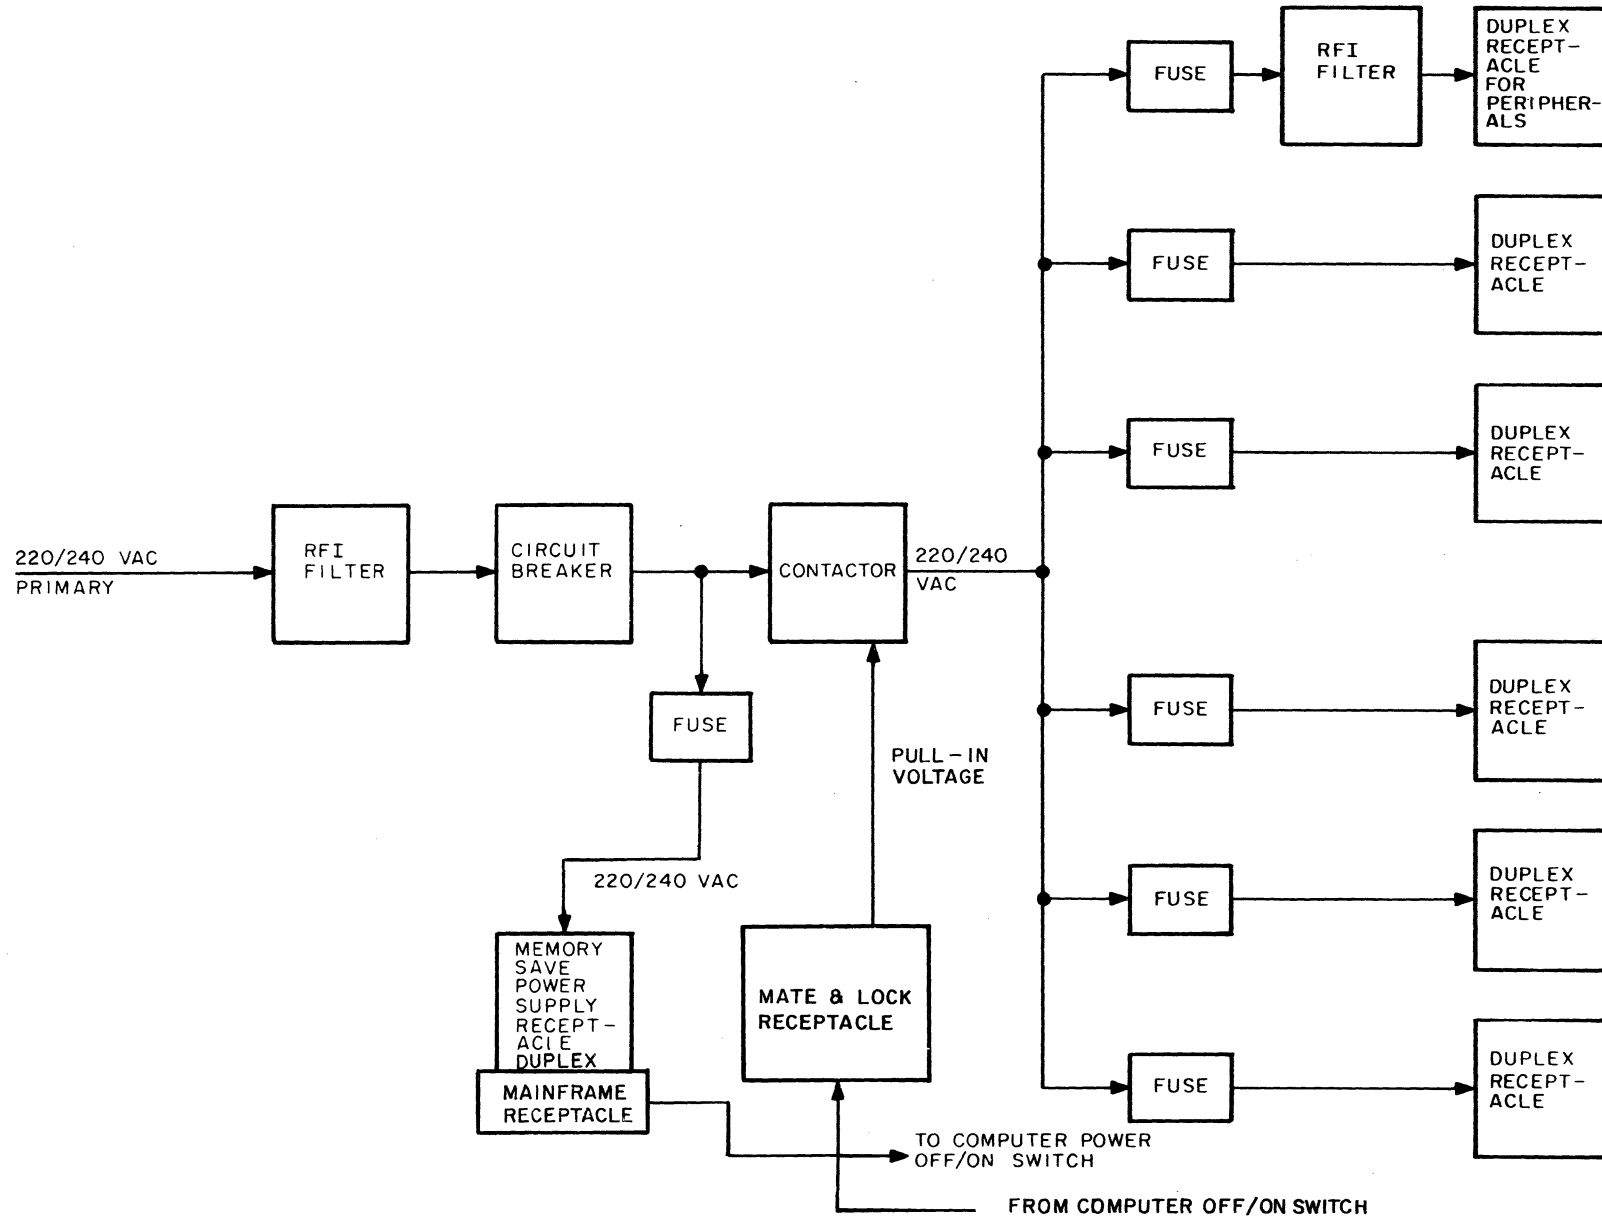 FUSE
RFI
FILTER
DUPLEX
RECEPT-
ACLE
FOR
PERIPHER-
ALS
FUSE
DUPLEX
RECEPT-
ACLE
FUSE
DUPLEX
RECEPT-
ACLE
220/240 VAC
PRIMARY
RFI
FILTER
CIRCUIT
BREAKER
CONTACTOR
220/240
VAC
FUSE
PULL-IN
VOLTAGE
FUSE
DUPLEX
RECEPT-
ACLE
220/240 VAC
FUSE
DUPLEX
RECEPT-
ACLE
MEMORY
SAVE
POWER
SUPPLY
RECEPT-
ACLE
DUPLEX
MAINFRAME
RECEPTACLE
MATE & LOCK
RECEPTACLE
FUSE
DUPLEX
RECEPT-
ACLE
TO COMPUTER POWER
OFF/ON SWITCH
FROM COMPUTER OFF/ON SWITCH